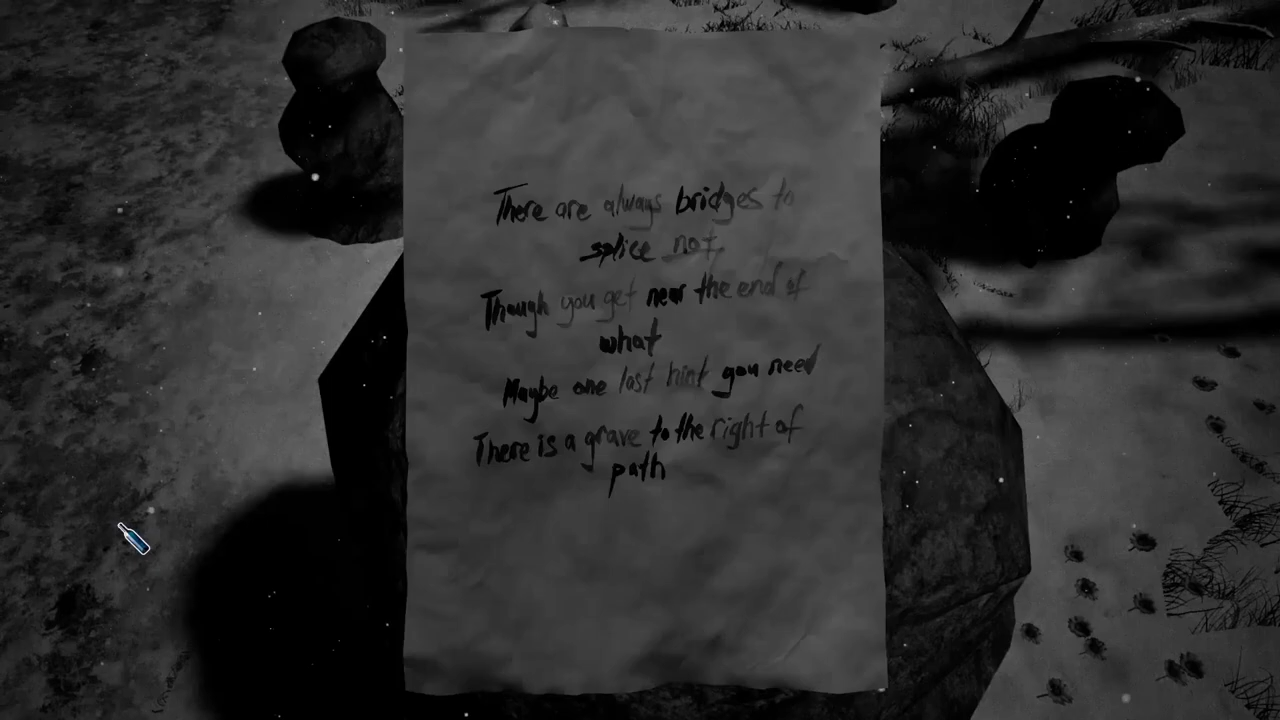 There are always bridges to
splice not
Though you get near the end of
what
Maybe one last hint you need
There is a grave to the right of
path